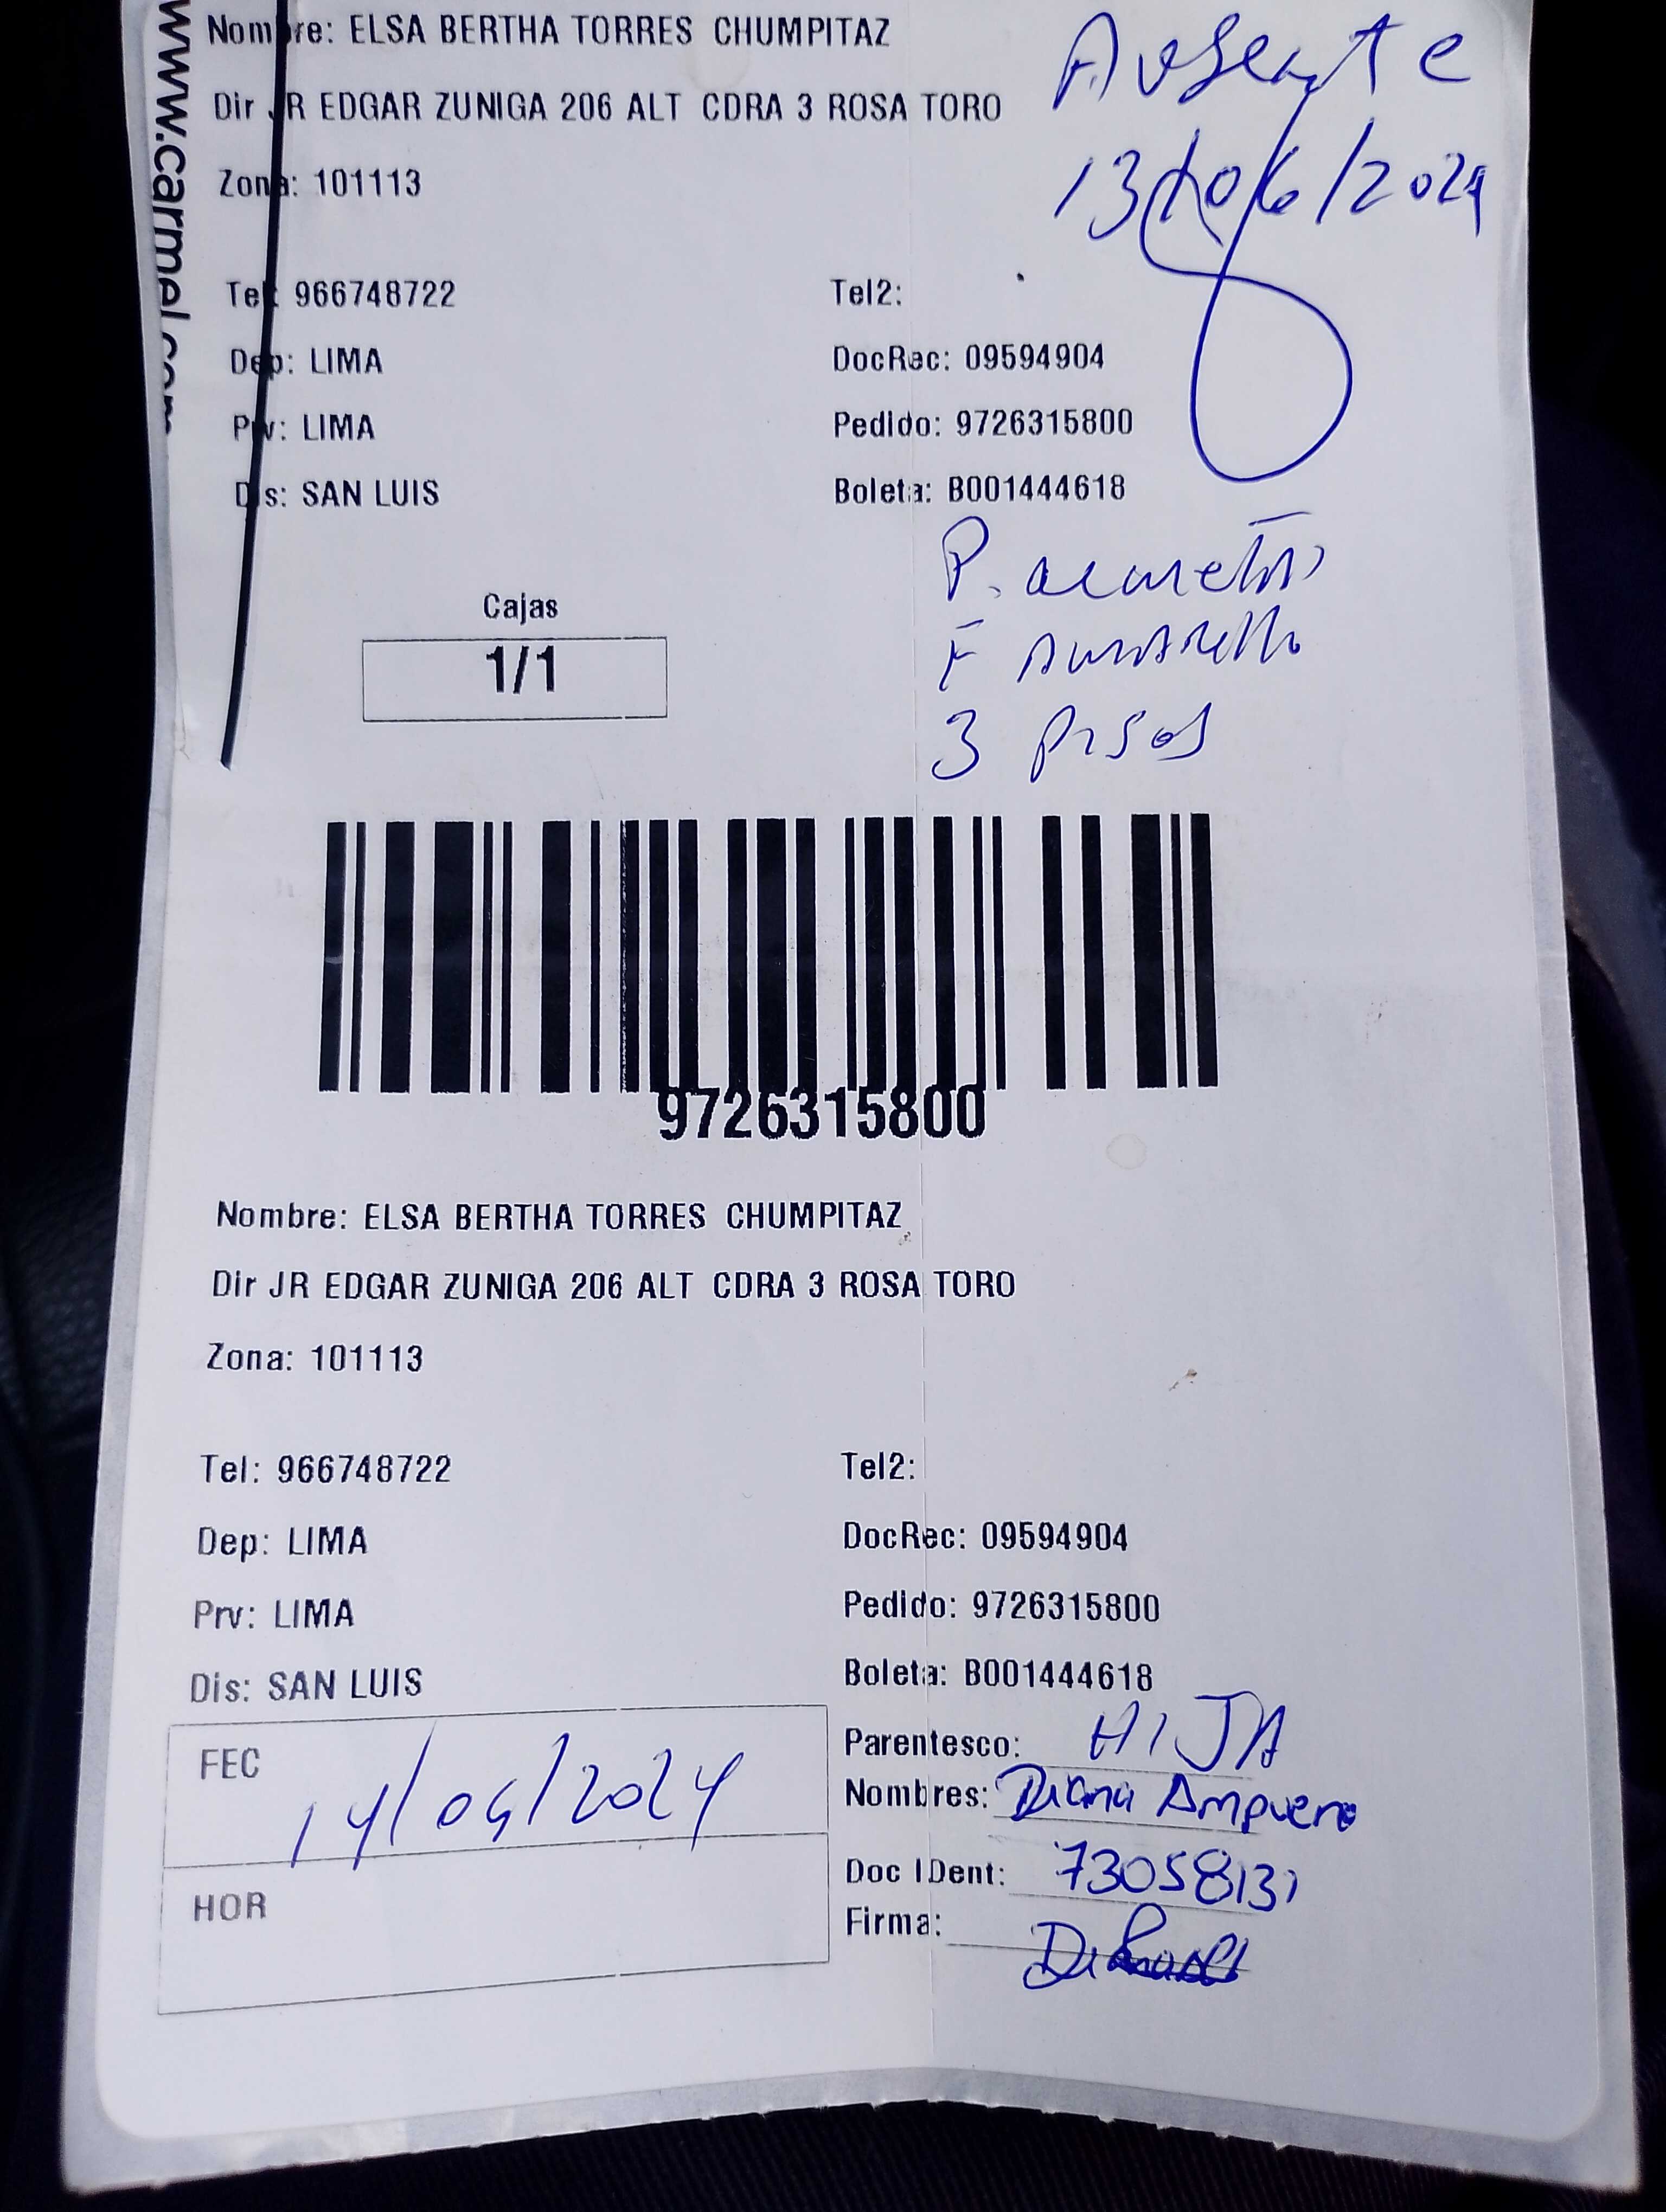 www.carmel.com
Nombre: ELSA BERTHA TORRES CHUMPITAZ
Dir JR EDGAR ZUNIGA 206 ALT CDRA 3 ROSA TORO
Zona: 101113
Ausente
13/06/2024
Tel: 966748722 Tel2:
Dep: LIMA DocRec: 09594904
Prv: LIMA Pedido: 9726315800
Dis: SAN LUIS Boleta: B001444618
Cajas
1/1
P.
F
3 pisos
9726315800
Nombre: ELSA BERTHA TORRES CHUMPITAZ
Dir JR EDGAR ZUNIGA 206 ALT CDRA 3 ROSA TORO
Zona: 101113
Tel: 966748722 Tel2:
Dep: LIMA DocRec: 09594904
Prv: LIMA Pedido: 9726315800
Dis: SAN LUIS Boleta: B001444618
FEC
HOR
Parentesco: HIJA
Nombres: Diana Ampuero
Doc IDent: 73058131
Firma: